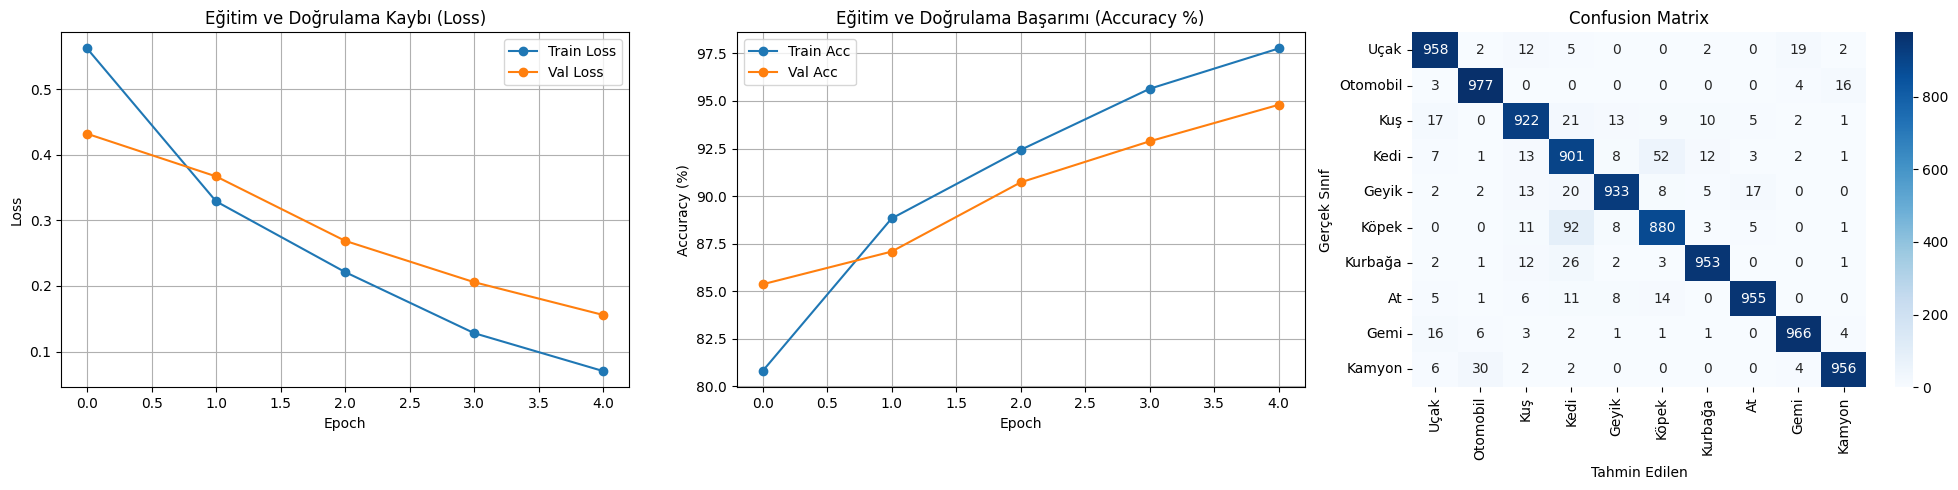 Eğitim ve Doğrulama Kaybı (Loss)
Train Loss
Val Loss
0.5
0.4
0.3
0.2
0.1
Loss
0.0 0.5 1.0 1.5 2.0 2.5 3.0 3.5 4.0
Epoch
Eğitim ve Doğrulama Başarımı (Accuracy %)
Train Acc
Val Acc
97.5
95.0
92.5
90.0
87.5
85.0
82.5
80.0
Accuracy (%)
0.0 0.5 1.0 1.5 2.0 2.5 3.0 3.5 4.0
Epoch
Confusion Matrix
Uçak 958 2 12 5 0 0 2 0 19 2
Otomobil 3 977 0 0 0 0 0 0 4 16
Kuş 17 0 922 21 13 9 10 5 2 1
Kedi 7 1 13 901 8 52 12 3 2 1
Geyik 2 2 13 20 933 8 5 17 0 0
Köpek 0 0 11 92 8 880 3 5 0 1
Kurbağa 2 1 12 26 2 3 953 0 0 1
At 5 1 6 11 8 14 0 955 0 0
Gemi 16 6 3 2 1 1 1 0 966 4
Kamyon 6 30 2 2 0 0 0 0 4 956
Gerçek Sınıf
Uçak Otomobil Kuş Kedi Geyik Köpek Kurbağa At Gemi Kamyon
Tahmin Edilen
800
600
400
200
0